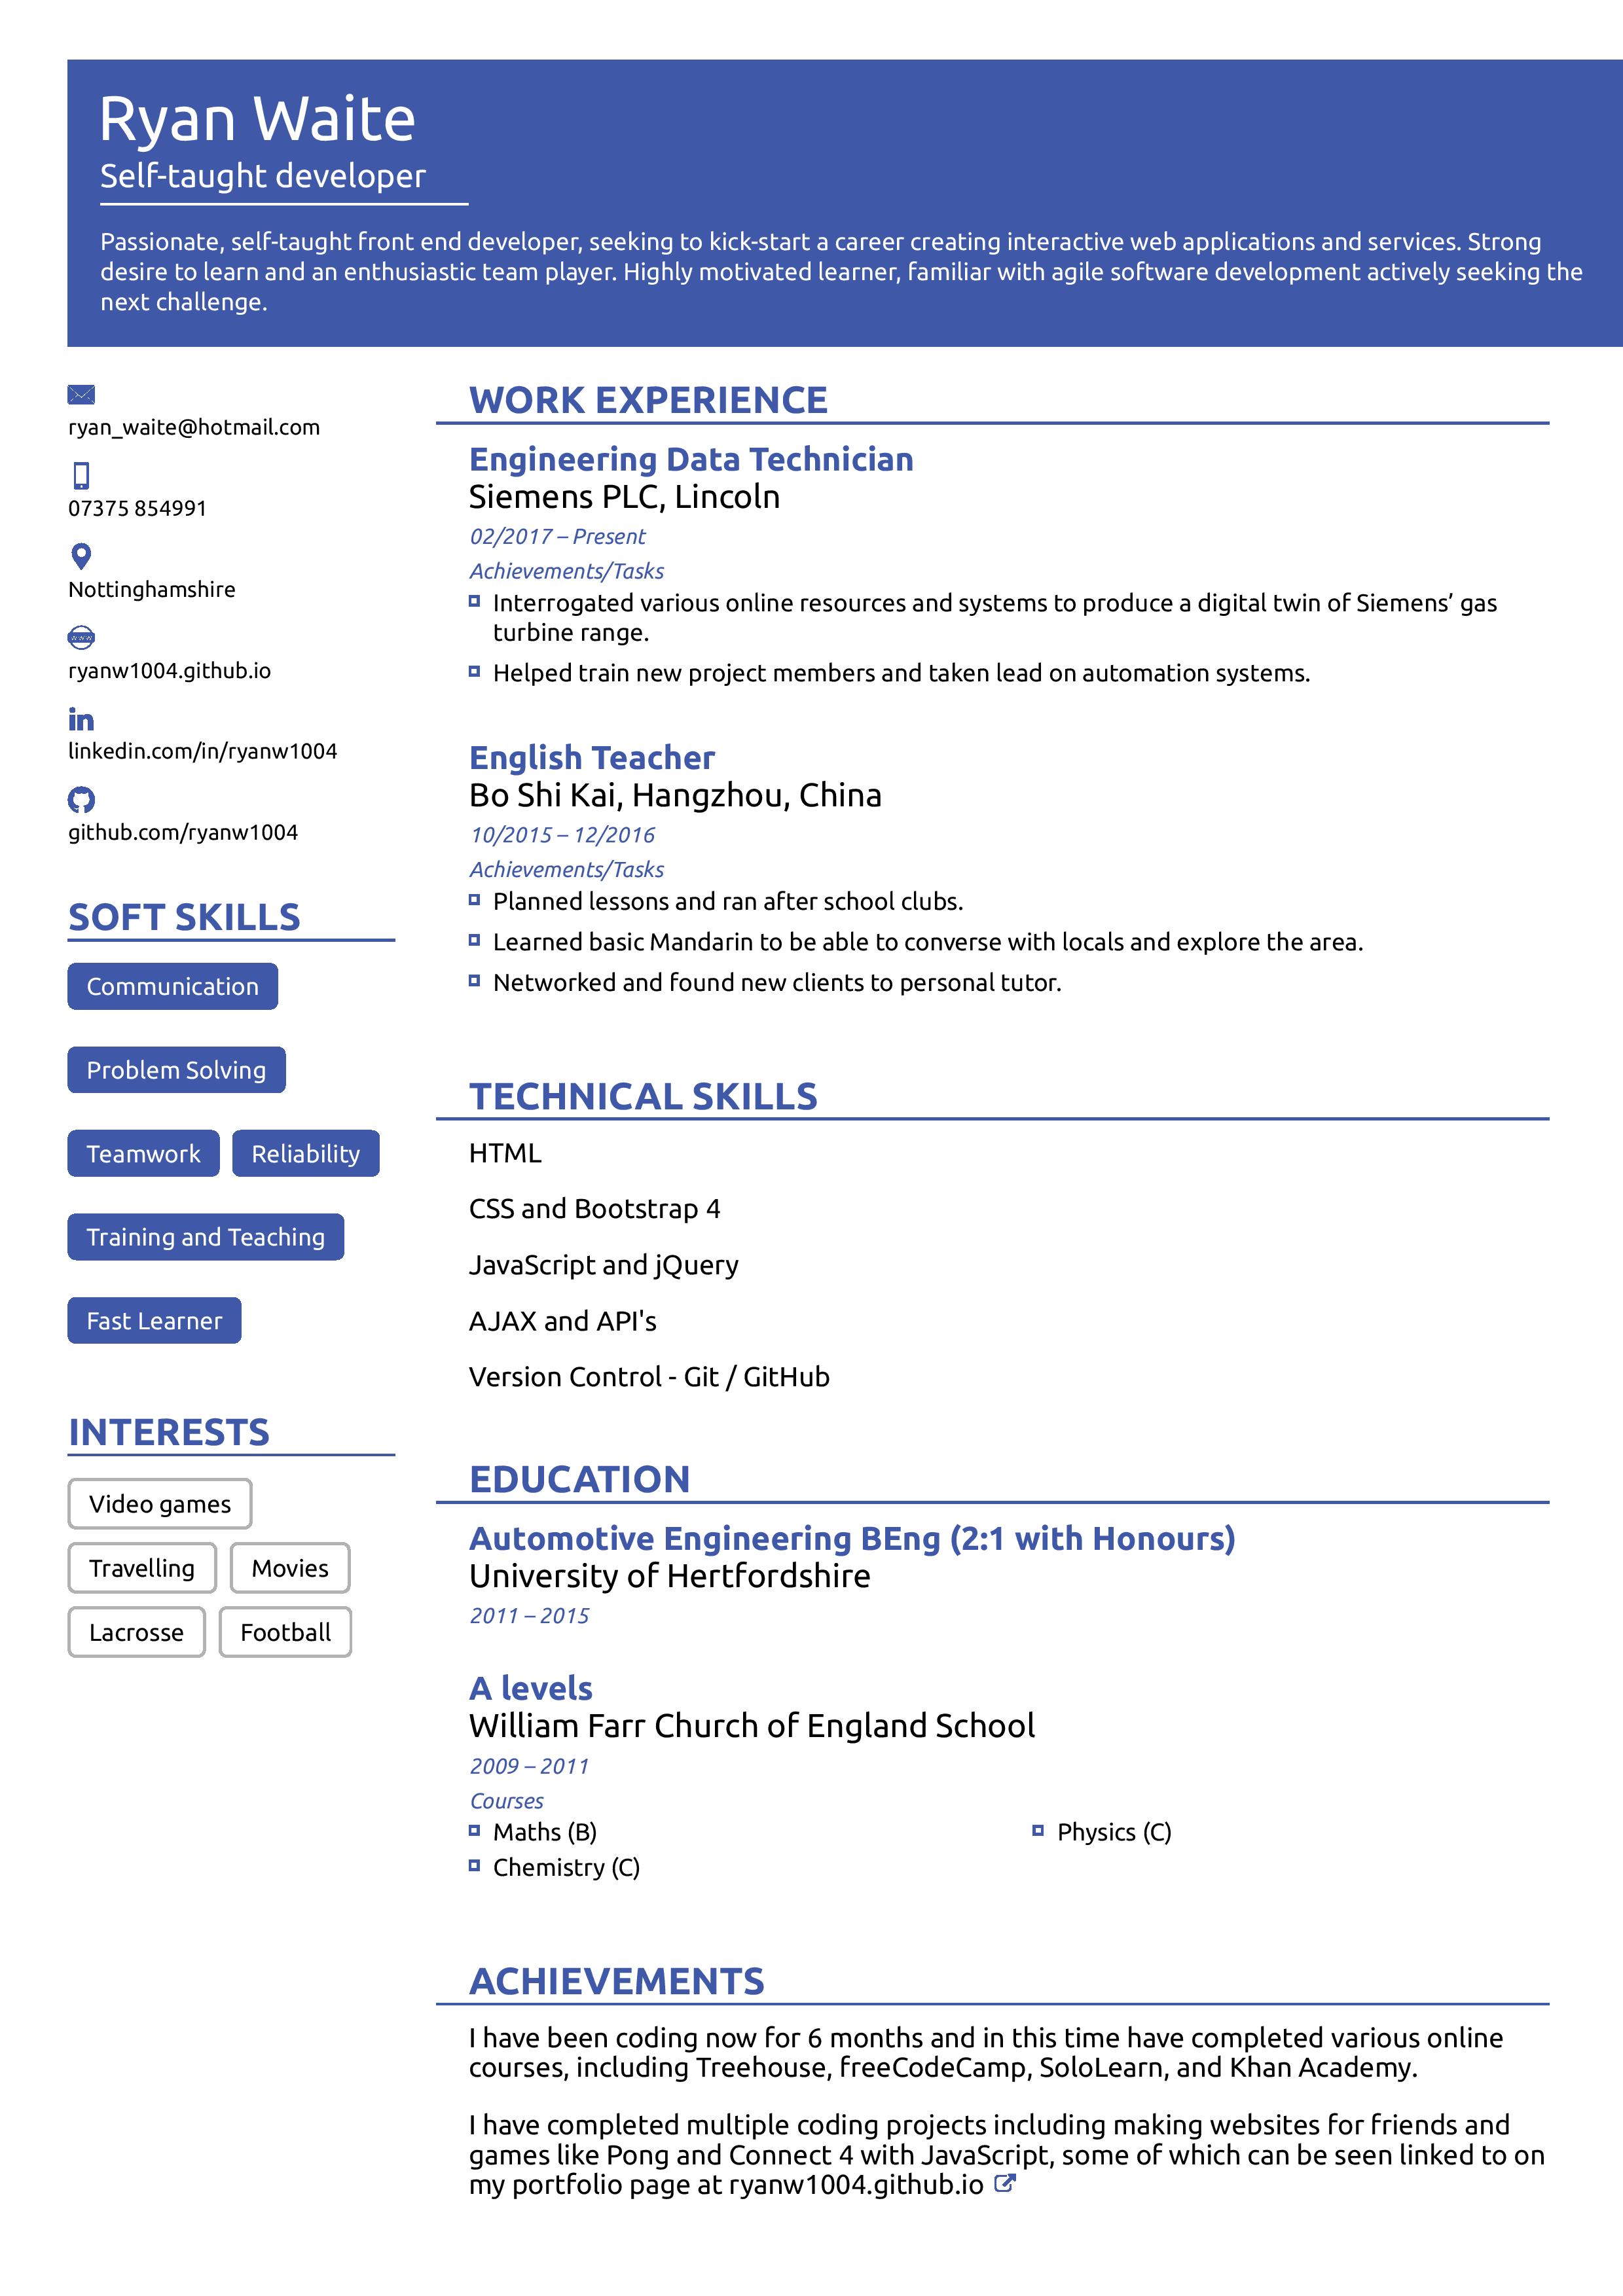 Ryan Waite
Self-taught developer
Passionate, self-taught front end developer, seeking to kick-start a career creating interactive web applications and services. Strong
desire to learn and an enthusiastic team player. Highly motivated learner, familiar with agile software development actively seeking the
next challenge.
ryan_waite@hotmail.com
07375 854991
Nottinghamshire
www
ryanw1004.github.io
in
linkedin.com/in/ryanw1004
github.com/ryanw1004
SOFT SKILLS
Communication
Problem Solving
Teamwork Reliability
Training and Teaching
Fast Learner
INTERESTS
Video games
Travelling Movies
Lacrosse Football
WORK EXPERIENCE
Engineering Data Technician
Siemens PLC, Lincoln
02/2017 – Present
Achievements/Tasks
Interrogated various online resources and systems to produce a digital twin of Siemens’ gas
turbine range.
Helped train new project members and taken lead on automation systems.
English Teacher
Bo Shi Kai, Hangzhou, China
10/2015 – 12/2016
Achievements/Tasks
Planned lessons and ran after school clubs.
Learned basic Mandarin to be able to converse with locals and explore the area.
Networked and found new clients to personal tutor.
TECHNICAL SKILLS
HTML
CSS and Bootstrap 4
JavaScript and jQuery
AJAX and API's
Version Control - Git / GitHub
EDUCATION
Automotive Engineering BEng (2:1 with Honours)
University of Hertfordshire
2011 – 2015
A levels
William Farr Church of England School
2009 – 2011
Courses
Maths (B) Physics (C)
Chemistry (C)
ACHIEVEMENTS
I have been coding now for 6 months and in this time have completed various online
courses, including Treehouse, freeCodeCamp, SoloLearn, and Khan Academy.
I have completed multiple coding projects including making websites for friends and
games like Pong and Connect 4 with JavaScript, some of which can be seen linked to on
my portfolio page at ryanw1004.github.io